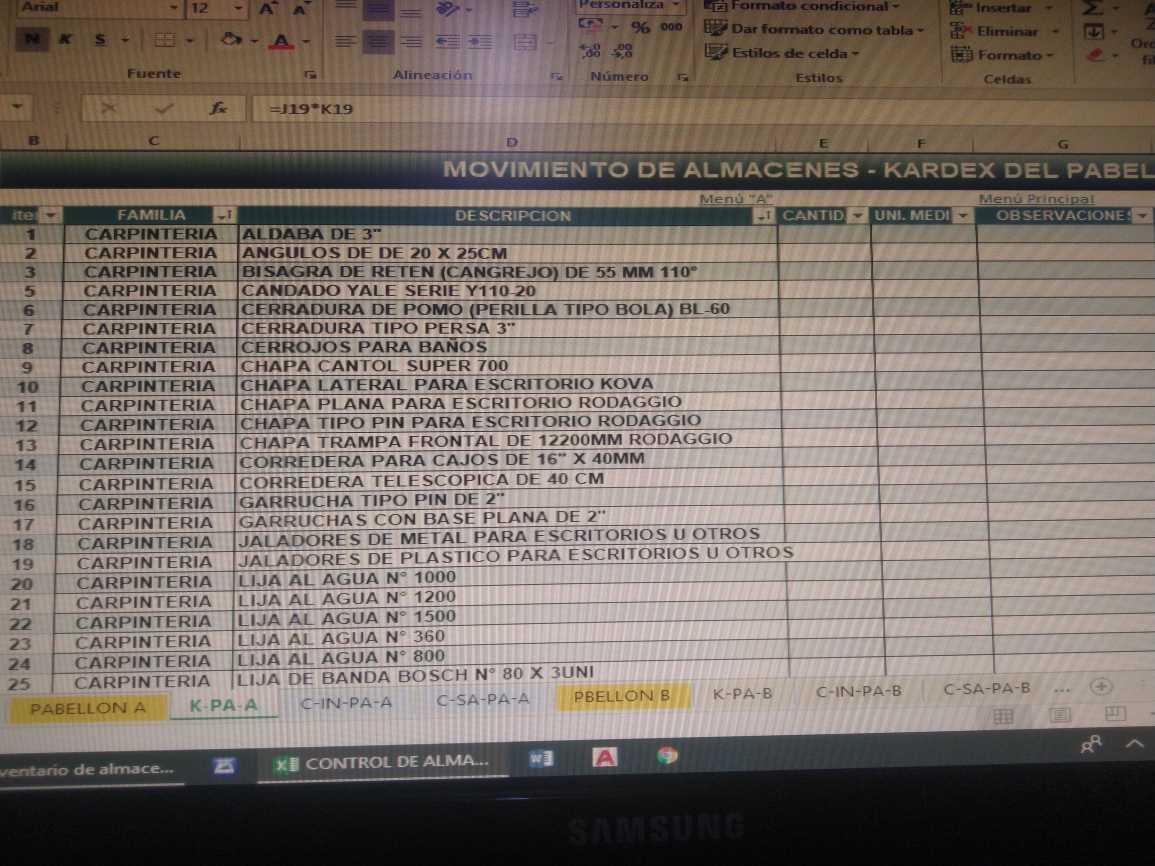 Arial 12 A A Personaliza Formato condicional Insertar Σ
N K S A % 000 Dar formato como tabla Eliminar
Estilos de celda Formato
Fuente Alineación Número Estilos Celdas
fx =J19*K19
B C D E F G
MOVIMIENTO DE ALMACENES - KARDEX DEL PABEL
Menú "A" Menú Principal
iter FAMILIA DESCRIPCION CANTID UNI. MEDI OBSERVACIONES
1 CARPINTERIA ALDABA DE 3"
2 CARPINTERIA ANGULOS DE DE 20 X 25CM
3 CARPINTERIA BISAGRA DE RETEN (CANGREJO) DE 55 MM 110°
5 CARPINTERIA CANDADO YALE SERIE Y110-20
6 CARPINTERIA CERRADURA DE POMO (PERILLA TIPO BOLA) BL-60
7 CARPINTERIA CERRADURA TIPO PERSA 3"
8 CARPINTERIA CERROJOS PARA BAÑOS
9 CARPINTERIA CHAPA CANTOL SUPER 700
10 CARPINTERIA CHAPA LATERAL PARA ESCRITORIO KOVA
11 CARPINTERIA CHAPA PLANA PARA ESCRITORIO RODAGGIO
12 CARPINTERIA CHAPA TIPO PIN PARA ESCRITORIO RODAGGIO
13 CARPINTERIA CHAPA TRAMPA FRONTAL DE 12200MM RODAGGIO
14 CARPINTERIA CORREDERA PARA CAJOS DE 16" X 40MM
15 CARPINTERIA CORREDERA TELESCOPICA DE 40 CM
16 CARPINTERIA GARRUCHA TIPO PIN DE 2"
17 CARPINTERIA GARRUCHAS CON BASE PLANA DE 2"
18 CARPINTERIA JALADORES DE METAL PARA ESCRITORIOS U OTROS
19 CARPINTERIA JALADORES DE PLASTICO PARA ESCRITORIOS U OTROS
20 CARPINTERIA LIJA AL AGUA N° 1000
21 CARPINTERIA LIJA AL AGUA N° 1200
22 CARPINTERIA LIJA AL AGUA N° 1500
23 CARPINTERIA LIJA AL AGUA N° 360
24 CARPINTERIA LIJA AL AGUA N° 800
25 CARPINTERIA LIJA DE BANDA BOSCH N° 80 X 3UNI
PABELLON A K-PA-A C-IN-PA-A C-SA-PA-A PBELLON B K-PA-B C-IN-PA-B C-SA-PA-B ...
ventario de almace... CONTROL DE ALMA...
SAMSUNG